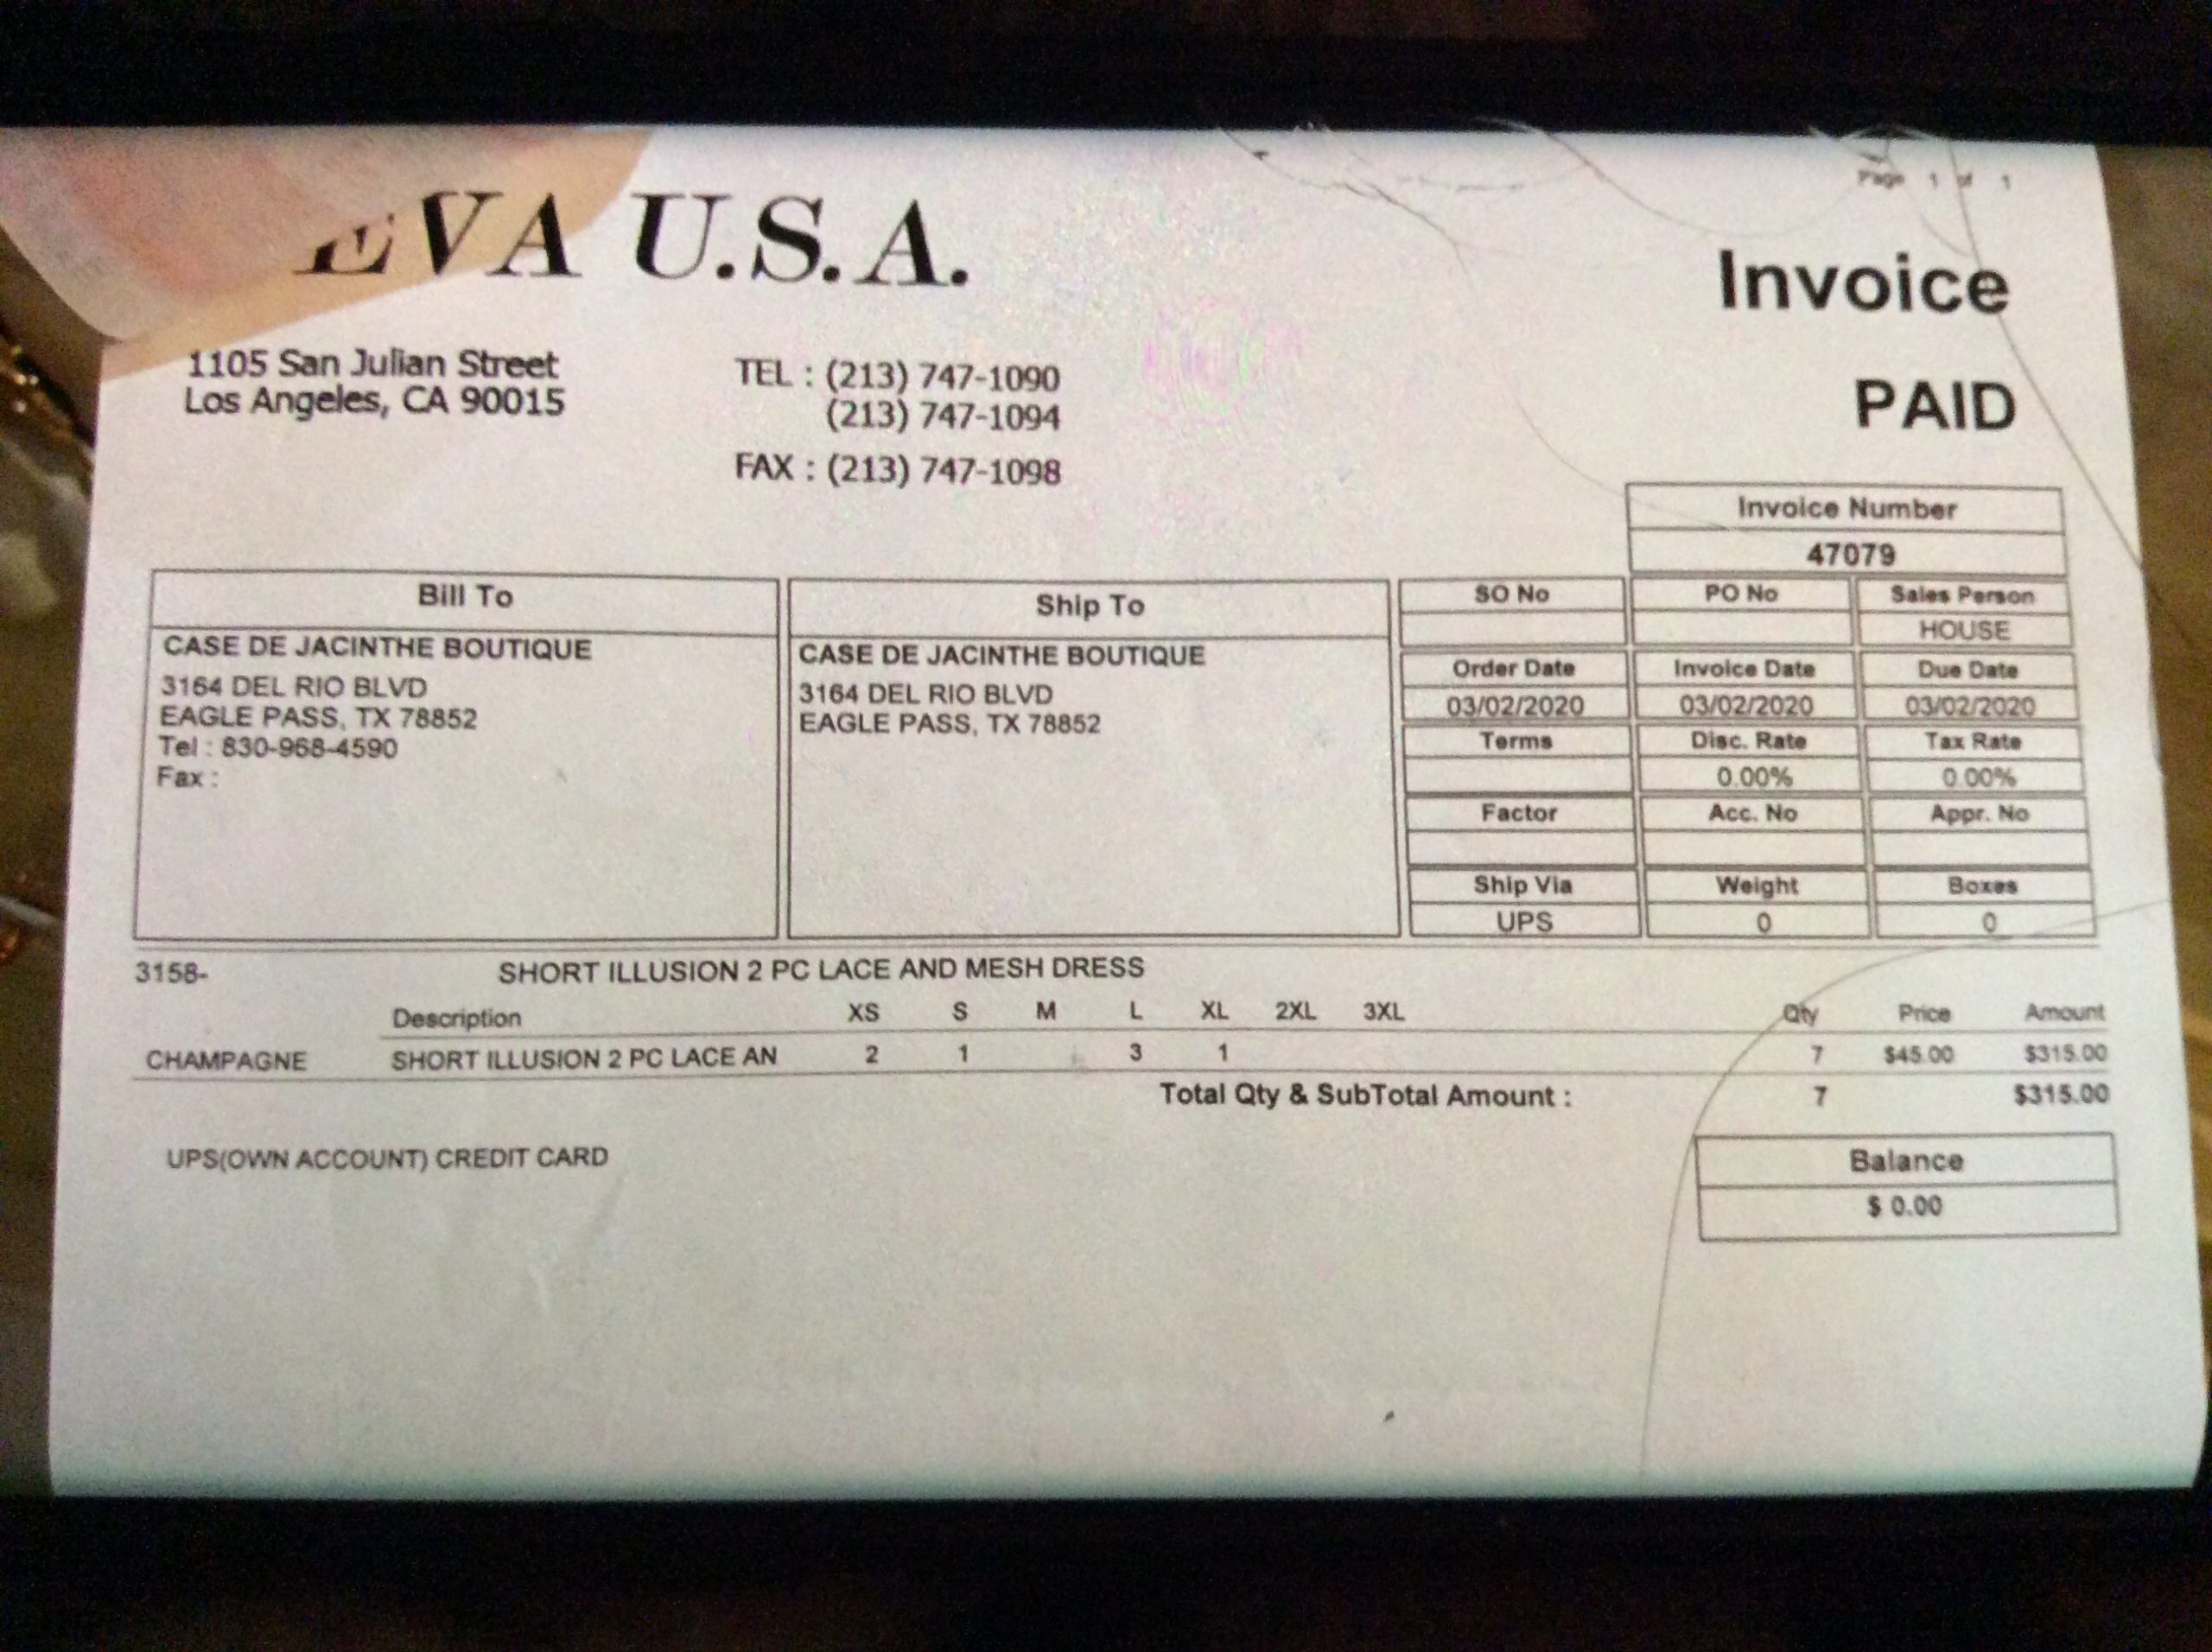 Page 1 of 1
EVA U.S.A.
Invoice
PAID
1105 San Julian Street
Los Angeles, CA 90015
TEL : (213) 747-1090
(213) 747-1094
FAX : (213) 747-1098
Invoice Number
47079
Bill To
CASE DE JACINTHE BOUTIQUE
3164 DEL RIO BLVD
EAGLE PASS, TX 78852
Tel : 830-968-4590
Fax :
Ship To
CASE DE JACINTHE BOUTIQUE
3164 DEL RIO BLVD
EAGLE PASS, TX 78852
SO No PO No Sales Person
HOUSE
Order Date Invoice Date Due Date
03/02/2020 03/02/2020 03/02/2020
Terms Disc. Rate Tax Rate
0.00% 0.00%
Factor Acc. No Appr. No
Ship Via Weight Boxes
UPS 0 0
3158- SHORT ILLUSION 2 PC LACE AND MESH DRESS
Description XS S M L XL 2XL 3XL Qty Price Amount
CHAMPAGNE SHORT ILLUSION 2 PC LACE AN 2 1 3 1 7 $45.00 $315.00
Total Qty & SubTotal Amount : 7 $315.00
UPS(OWN ACCOUNT) CREDIT CARD
Balance
$ 0.00